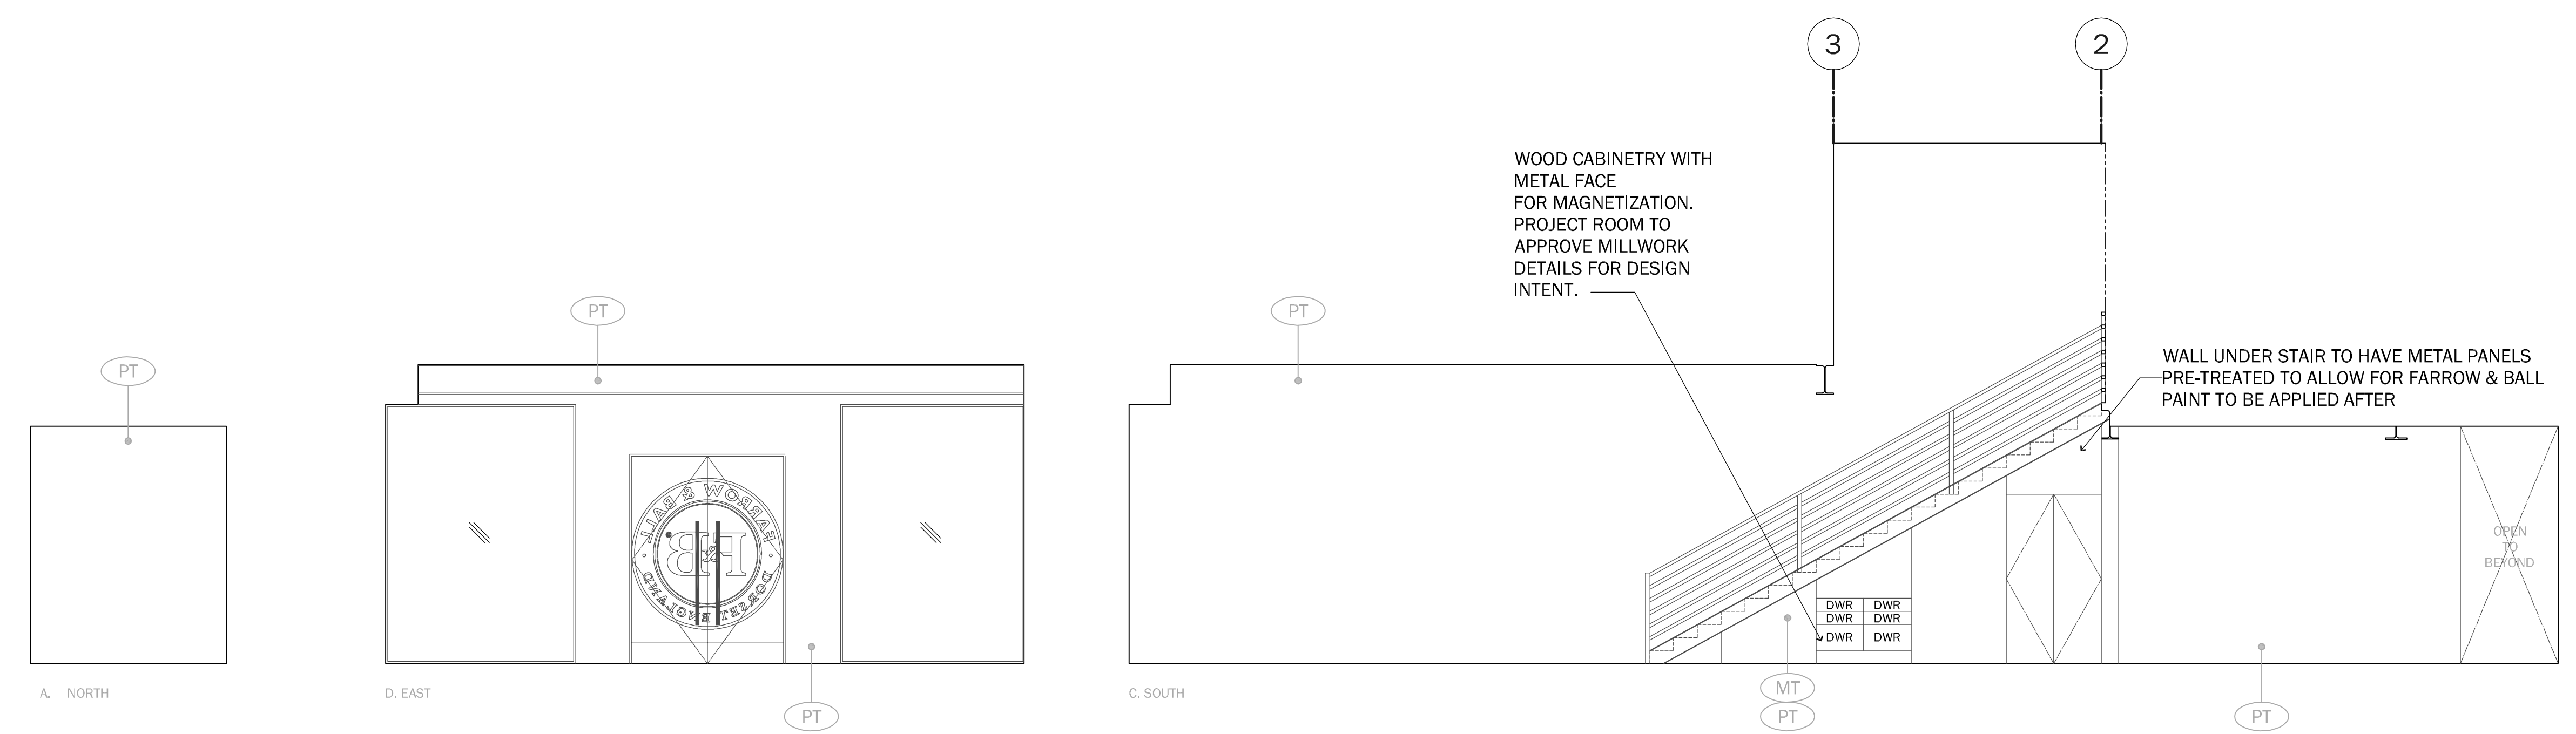 3
2
WOOD CABINETRY WITH
METAL FACE
FOR MAGNETIZATION.
PROJECT ROOM TO
APPROVE MILLWORK
DETAILS FOR DESIGN
INTENT.
PT
PT
PT
WALL UNDER STAIR TO HAVE METAL PANELS
PRE-TREATED TO ALLOW FOR FARROW & BALL
PAINT TO BE APPLIED AFTER
FARROW & BALL
F&B
DORSET ENGLAND
OPEN
TO
BEYOND
DWR DWR
DWR DWR
DWR DWR
A. NORTH
D. EAST
C. SOUTH
MT
PT
PT
PT